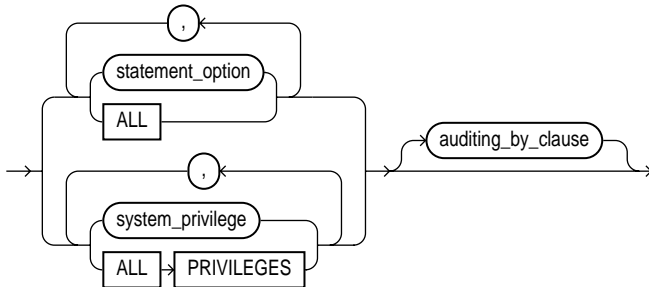 ,
statement_option
ALL
auditing_by_clause
,
system_privilege
ALL PRIVILEGES